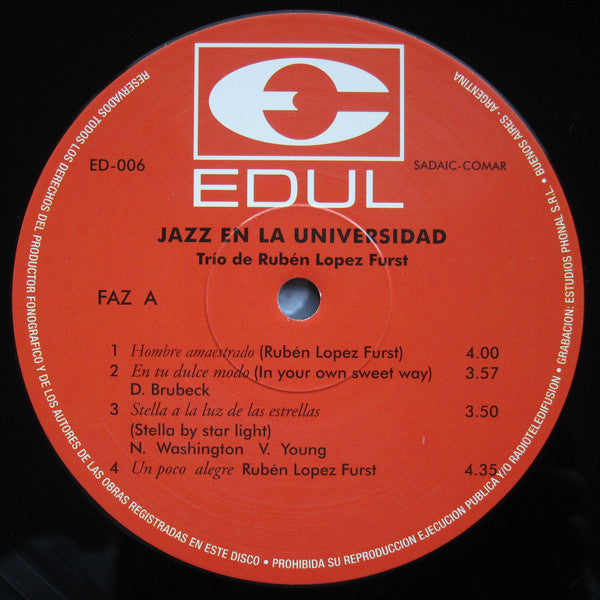 EDUL
ED-006
SADAIC-COMAR
JAZZ EN LA UNIVERSIDAD
Trío de Rubén Lopez Furst
FAZ A
1 Hombre amaestrado (Rubén Lopez Furst) 4.00
2 En tu dulce modo (In your own sweet way) 3.57
D. Brubeck
3 Stella a la luz de las estrellas 3.50
(Stella by star light)
N. Washington V. Young
4 Un poco alegre Rubén Lopez Furst 4.35
RESERVADOS TODOS LOS DERECHOS DEL PRODUCTOR FONOGRAFICO Y DE LOS AUTORES DE LAS OBRAS REGISTRADAS EN ESTE DISCO • PROHIBIDA SU REPRODUCCION EJECUCION PUBLICA Y/O RADIOTELEDIFUSION • GRABACION: ESTUDIOS PHONAL S.R.L. • BUENOS AIRES - ARGENTINA